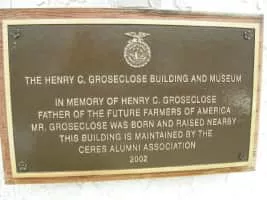 THE HENRY C. GROSECLOSE BUILDING AND MUSEUM
IN MEMORY OF HENRY C. GROSECLOSE
FATHER OF THE FUTURE FARMERS OF AMERICA
MR. GROSECLOSE WAS BORN AND RAISED NEARBY
THIS BUILDING IS MAINTAINED BY THE
CERES ALUMNI ASSOCIATION
2002